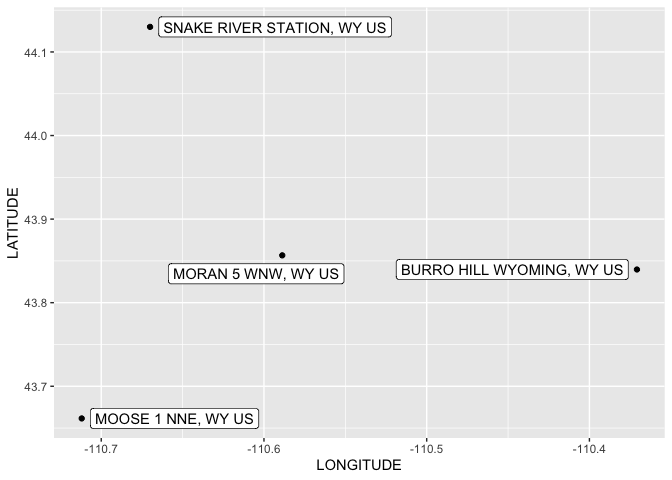 SNAKE RIVER STATION, WY US
44.1
44.0
43.9
LATITUDE
MORAN 5 WNW, WY US
BURRO HILL WYOMING, WY US
43.8
43.7
MOOSE 1 NNE, WY US
-110.7
-110.6
-110.5
-110.4
LONGITUDE